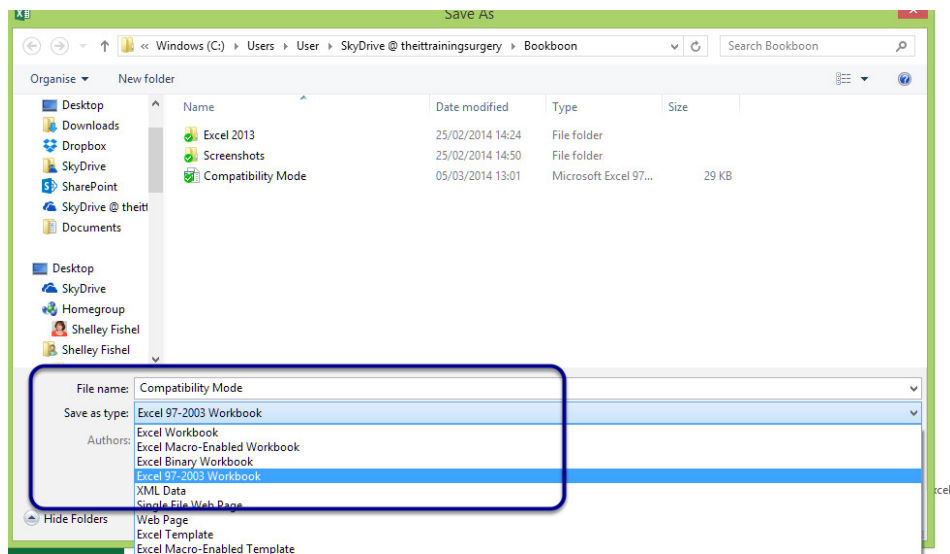 Save As
« Windows (C:) Users User SkyDrive @ theittrainingsurgery Bookboon
Search Bookboon
Organise New folder
Name Date modified Type Size
Desktop
Downloads
Dropbox
SkyDrive
SharePoint
SkyDrive @ theitt
Documents
Excel 2013 25/02/2014 14:24 File folder
Screenshots 25/02/2014 14:50 File folder
Compatibility Mode 05/03/2014 13:01 Microsoft Excel 97... 29 KB
Desktop
SkyDrive
Homegroup
Shelley Fishel
Shelley Fishel
File name: Compatibility Mode
Save as type: Excel 97-2003 Workbook
Authors:
Excel Workbook
Excel Macro-Enabled Workbook
Excel Binary Workbook
Excel 97-2003 Workbook
XML Data
Single File Web Page
Web Page
Excel Template
Excel Macro-Enabled Template
Hide Folders
xcel